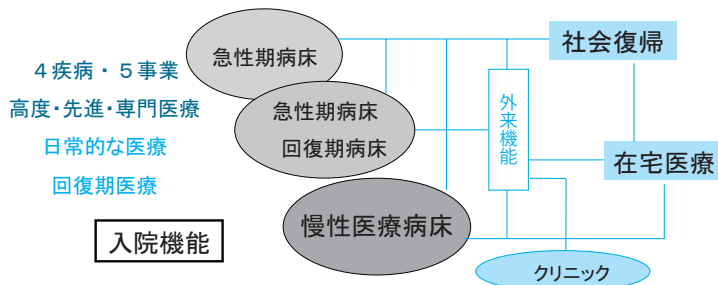 急性期病床
社会復帰
4疾病・5事業
高度・先進・専門医療
急性期病床
回復期病床
外来機能
日常的な医療
在宅医療
回復期医療
慢性医療病床
入院機能
クリニック